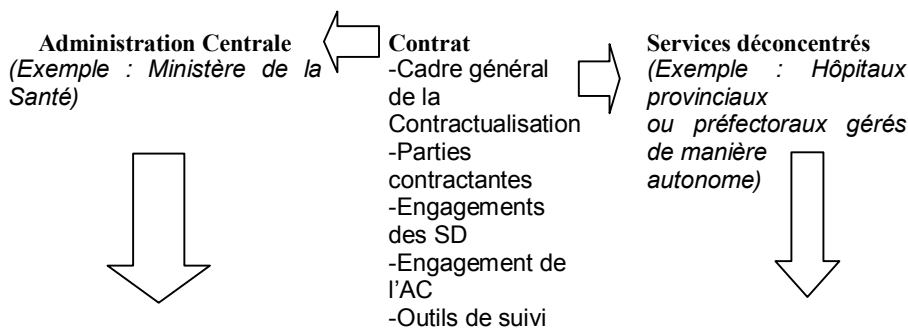 Administration Centrale
(Exemple : Ministère de la
Santé)
Contrat
-Cadre général
de la
Contractualisation
-Parties
contractantes
-Engagements
des SD
-Engagement de
l'AC
-Outils de suivi
Services déconcentrés
(Exemple : Hôpitaux
provinciaux
ou préfectoraux gérés
de manière
autonome)